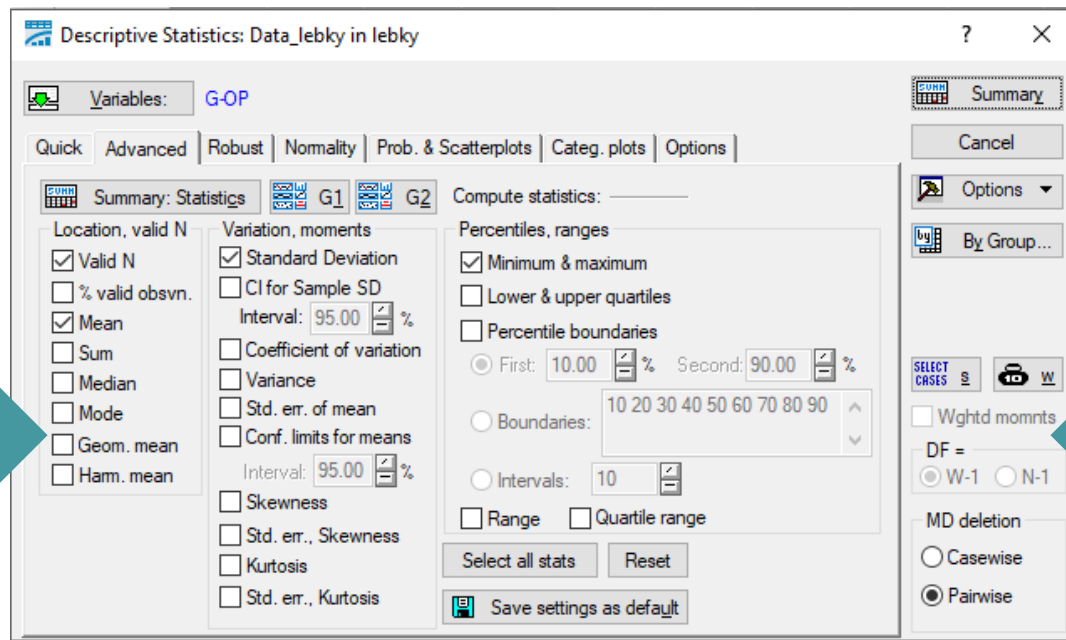 Descriptive Statistics: Data_lebky in lebky ? ×
Variables: G-OP
Quick Advanced Robust Normality Prob. & Scatterplots Categ. plots Options
SUMM Summary: Statistics G1 G2 Compute statistics:
Location, valid N
Valid N
% valid obsvn.
Mean
Sum
Median
Mode
Geom. mean
Harm. mean
Variation, moments
Standard Deviation
CI for Sample SD
Interval: 95.00 %
Coefficient of variation
Variance
Std. err. of mean
Conf. limits for means
Interval: 95.00 %
Skewness
Std. err., Skewness
Kurtosis
Std. err., Kurtosis
Percentiles, ranges
Minimum & maximum
Lower & upper quartiles
Percentile boundaries
First: 10.00 % Second: 90.00 %
Boundaries: 10 20 30 40 50 60 70 80 90
Intervals: 10
Range Quartile range
Select all stats Reset
Save settings as default
SUMM Summary
Cancel
Options
by By Group...
SELECT CASES S 10 W
Wghtd momnts
DF =
W-1 N-1
MD deletion
Casewise
Pairwise